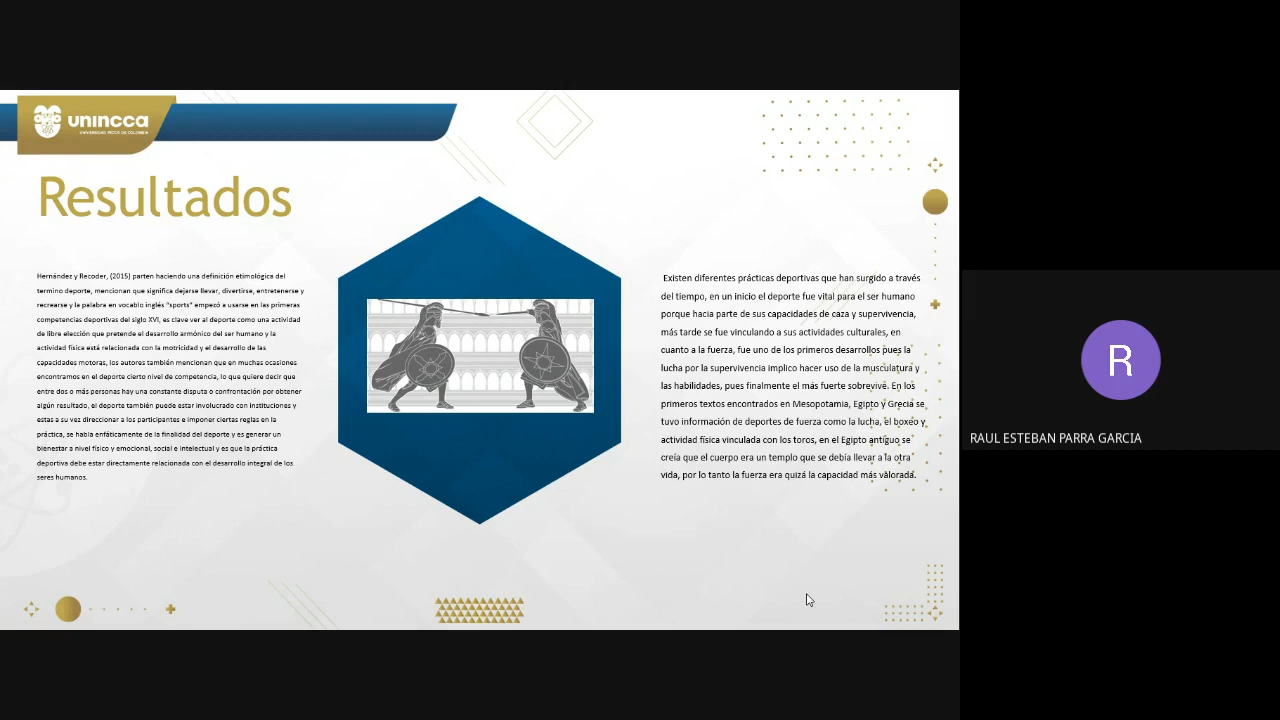 unincca
UNIVERSIDAD INCCA DE COLOMBIA
Resultados
Hernández y Recoder, (2015) parten haciendo una definición etimológica del
termino deporte, mencionan que significa dejarse llevar, divertirse, entretenerse y
recrearse y la palabra en vocablo inglés "sports" empezó a usarse en las primeras
competencias deportivas del siglo XVI, es clave ver al deporte como una actividad
de libre elección que pretende el desarrollo armónico del ser humano y la
actividad física está relacionada con la motricidad y el desarrollo de las
capacidades motoras, los autores también mencionan que en muchas ocasiones
encontramos en el deporte cierto nivel de competencia, lo que quiere decir que
entre dos o más personas hay una constante disputa o confrontación por obtener
algún resultado, el deporte también puede estar involucrado con instituciones y
estas a su vez direccionar a los participantes e imponer ciertas reglas en la
práctica, se habla enfáticamente de la finalidad del deporte y es generar un
bienestar a nivel físico y emocional, social e intelectual y es que la práctica
deportiva debe estar directamente relacionada con el desarrollo integral de los
seres humanos.
Existen diferentes prácticas deportivas que han surgido a través
del tiempo, en un inicio el deporte fue vital para el ser humano
porque hacia parte de sus capacidades de caza y supervivencia,
más tarde se fue vinculando a sus actividades culturales, en
cuanto a la fuerza, fue uno de los primeros desarrollos pues la
lucha por la supervivencia implico hacer uso de la musculatura y
las habilidades, pues finalmente el más fuerte sobrevive. En los
primeros textos encontrados en Mesopotamia, Egipto y Grecia se
tuvo información de deportes de fuerza como la lucha, el boxeo y
actividad física vinculada con los toros, en el Egipto antiguo se
creía que el cuerpo era un templo que se debía llevar a la otra
vida, por lo tanto la fuerza era quizá la capacidad más valorada.
R
RAUL ESTEBAN PARRA GARCIA